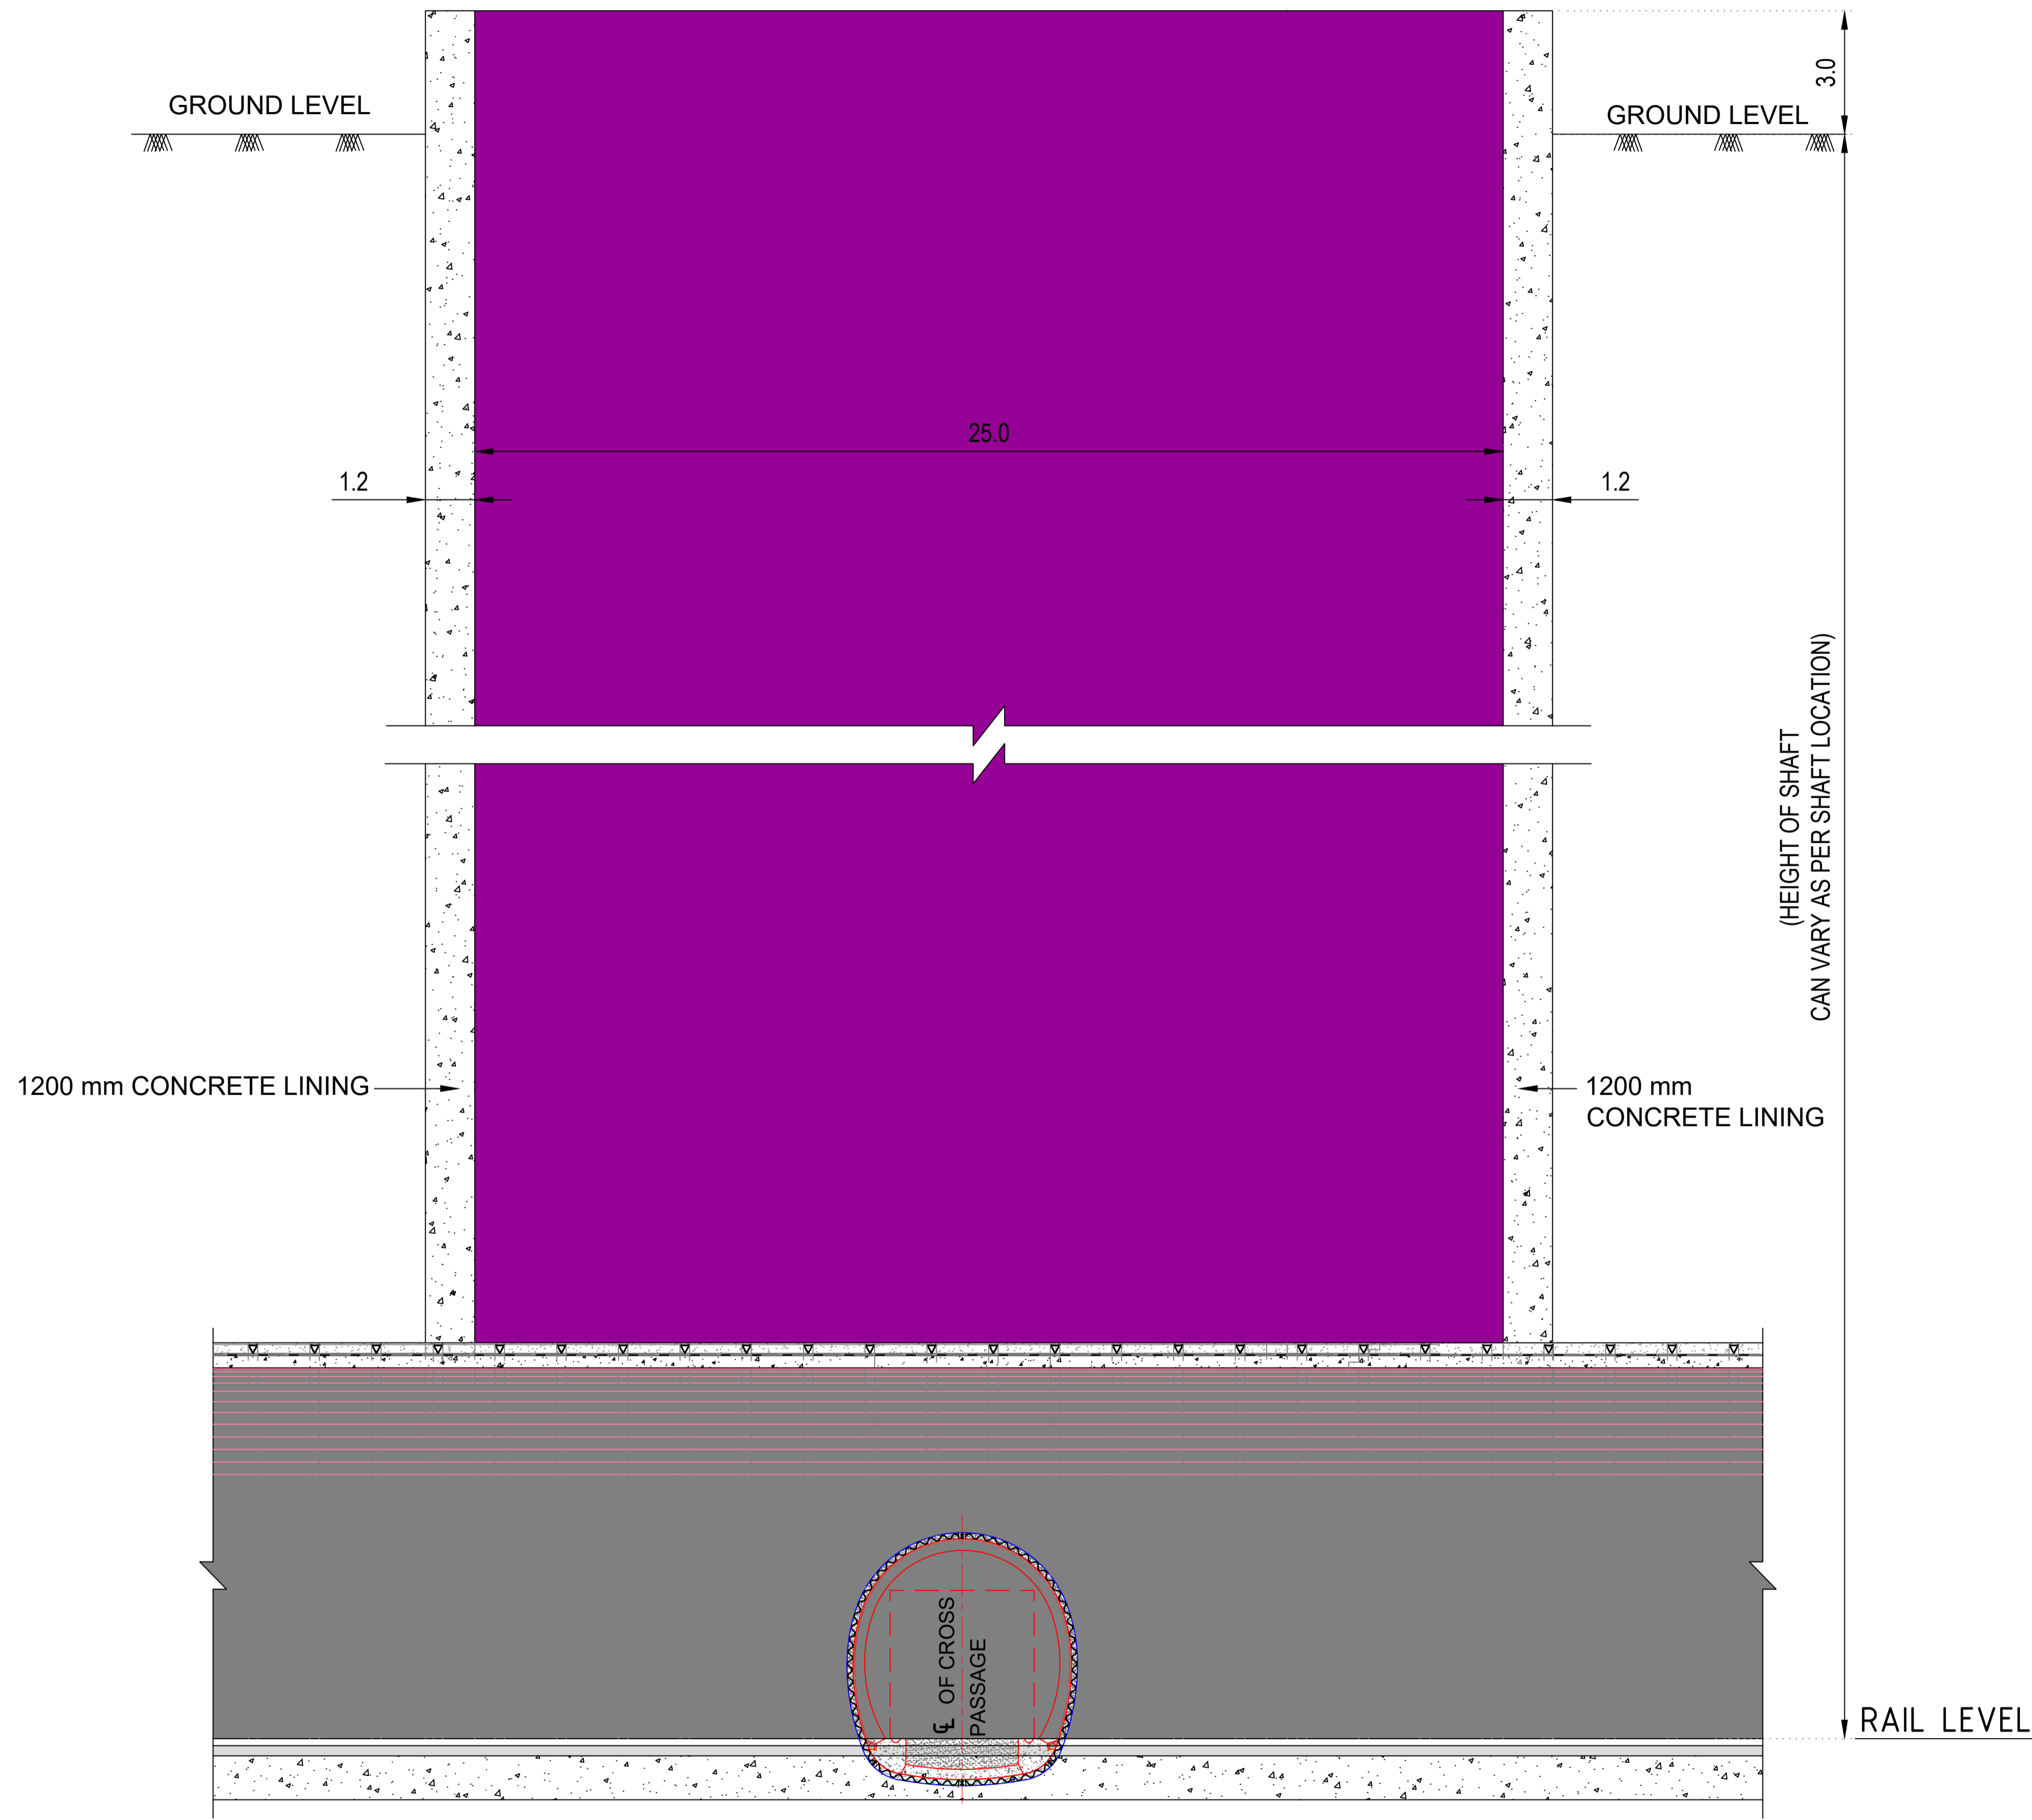 3.0
GROUND LEVEL
GROUND LEVEL
25.0
1.2
1.2
(HEIGHT OF SHAFT
CAN VARY AS PER SHAFT LOCATION)
1200 mm CONCRETE LINING
1200 mm
CONCRETE LINING
℄ OF CROSS
PASSAGE
RAIL LEVEL